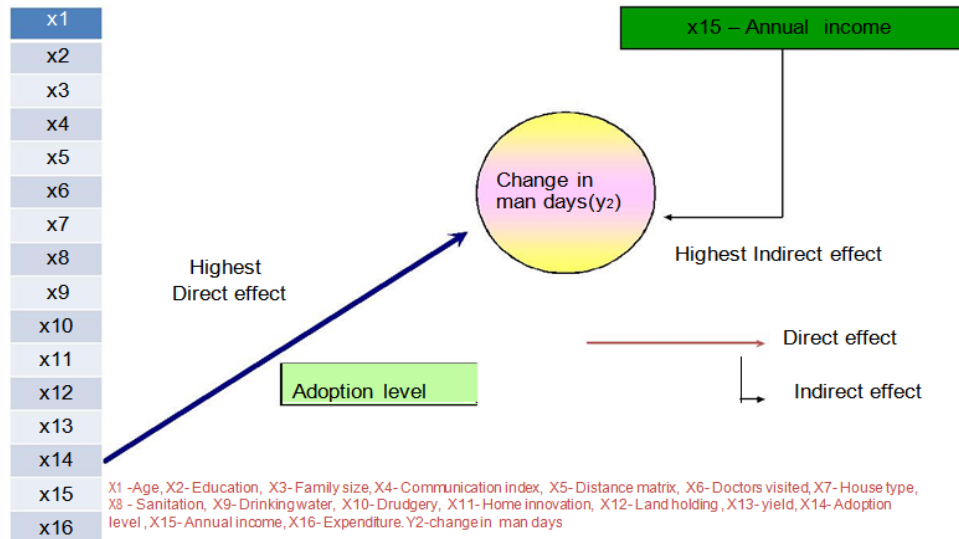 x1
x2
x3
x4
x5
x6
x7
x8
x9
x10
x11
x12
x13
x14
x15
x16
x15 – Annual income
Change in
man days(y2)
Highest Indirect effect
Highest
Direct effect
Adoption level
Direct effect
Indirect effect
X1 -Age, X2- Education, X3- Family size, X4- Communication index, X5- Distance matrix, X6- Doctors visited, X7- House type,
X8 - Sanitation, X9- Drinking water, X10- Drudgery, X11- Home innovation, X12- Land holding , X13- yield, X14- Adoption
level , X15- Annual income, X16- Expenditure. Y2-change in man days